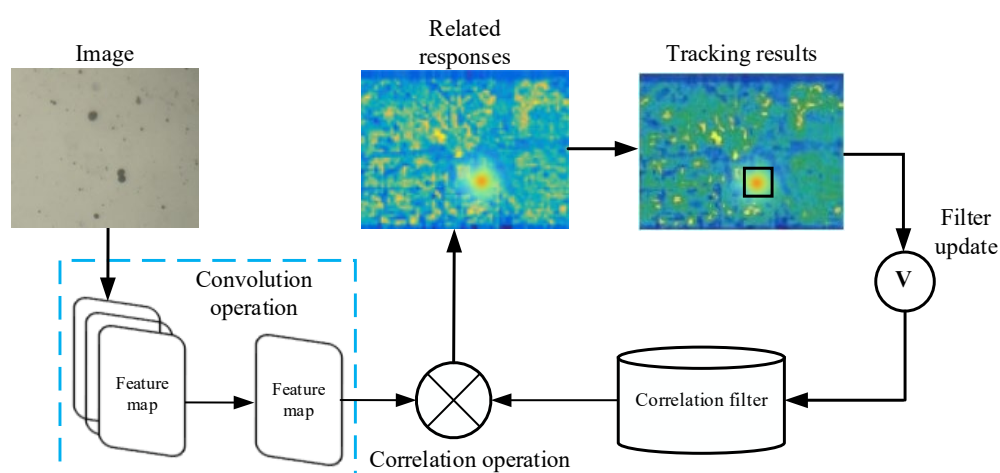 Image
Related
responses
Tracking results
Filter
update
V
Convolution
operation
Feature
map
Feature
map
Correlation filter
Correlation operation